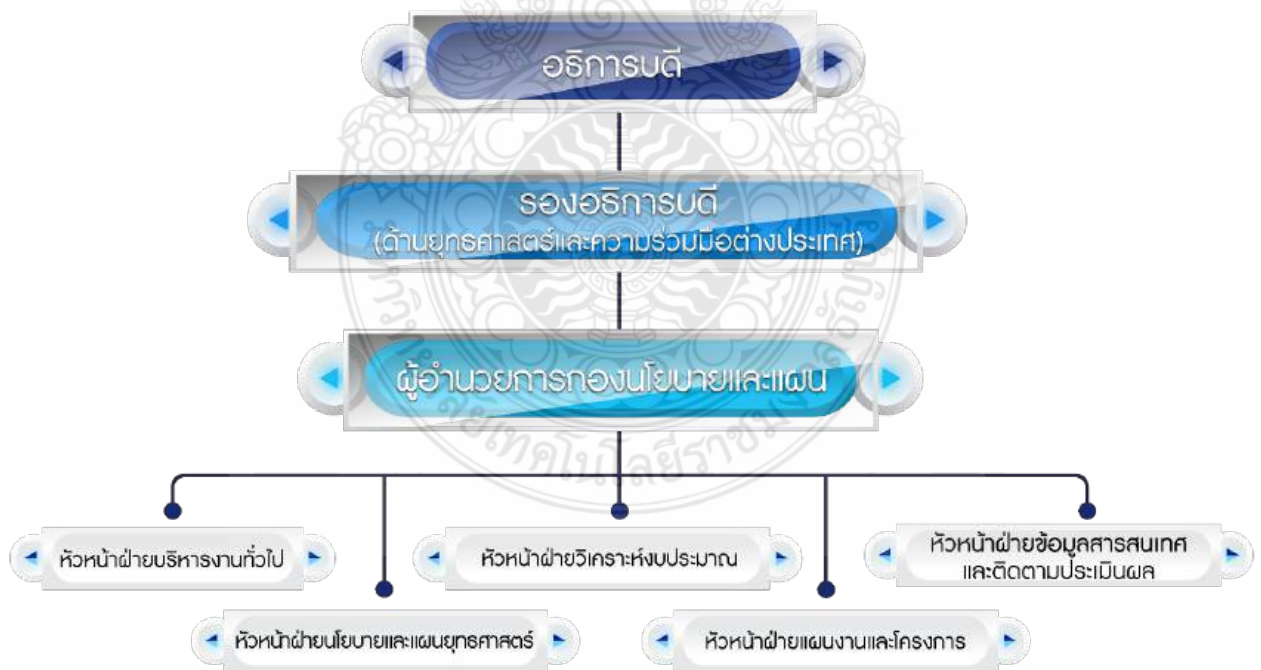 อธิการบดี
รองอธิการบดี
(ด้านยุทธศาสตร์และความร่วมมือต่างประเทศ)
ผู้อำนวยการกองนโยบายและแผน
หัวหน้าฝ่ายบริหารงานทั่วไป
หัวหน้าฝ่ายวิเคราะห์งบประมาณ
หัวหน้าฝ่ายข้อมูลสารสนเทศ
และติดตามประเมินผล
หัวหน้าฝ่ายนโยบายและแผนยุทธศาสตร์
หัวหน้าฝ่ายแผนงานและโครงการ